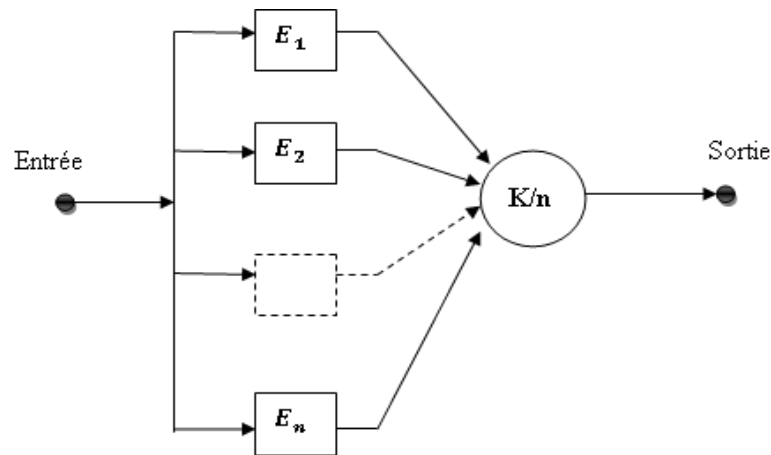 E₁
E₂
Entrée
Sortie
K/n
Eₙ